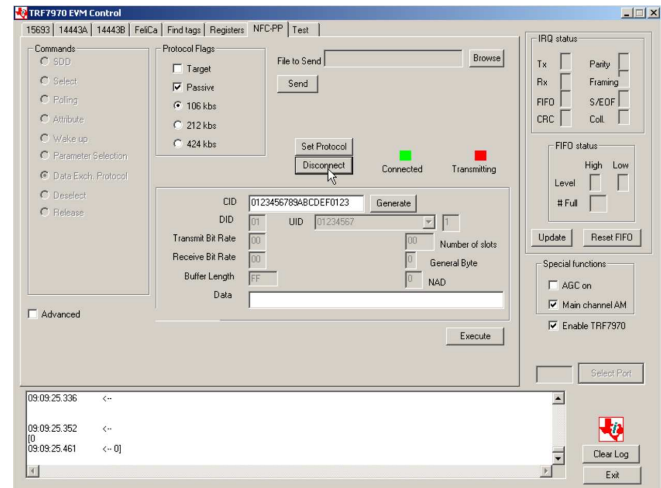 TRF7970 EVM Control
15693 14443A 14443B FeliCa Find tags Registers NFC-PP Test
Commands
SDD
Select
Polling
Attribute
Wake up
Parameter Selection
Data Exch. Protocol
Deselect
Release
Advanced
Protocol Flags
Target
Passive
106 kbs
212 kbs
424 kbs
File to Send
Browse
Send
Set Protocol
Disconnect
Connected
Transmitting
CID 0123456789ABCDEF0123 Generate
DID 01 UID 01234567 1
Transmit Bit Rate 00 00 Number of slots
Receive Bit Rate 00 0 General Byte
Buffer Length FF 0 NAD
Data
Execute
IRQ status
Tx Parity
Rx Framing
FIFO S/EOF
CRC Coll.
FIFO status
High Low
Level
# Full
Update Reset FIFO
Special functions
AGC on
Main channel AM
Enable TRF7970
Select Port
09:09:25.336 <--
09:09:25.352 <--
[0
09:09:25.461 <-- 0]
Clear Log
Exit